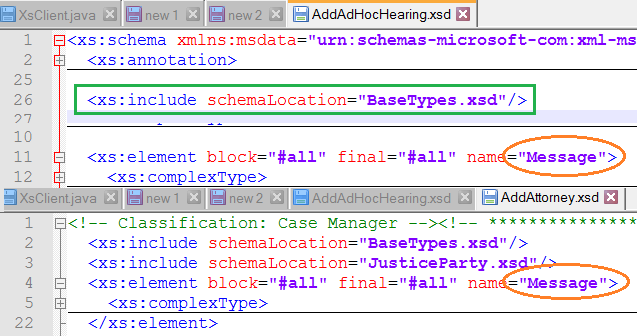 XsClient.java new 1 new 2 AddAdHocHearing.xsd
1 <xs:schema xmlns:msdata="urn:schemas-microsoft-com:xml-ms
2 <xs:annotation>
25
26 <xs:include schemaLocation="BaseTypes.xsd"/>
27
10
11 <xs:element block="#all" final="#all" name="Message">
12 <xs:complexType>
XsClient.java new 1 new 2 AddAdHocHearing.xsd AddAttorney.xsd
1 <!-- Classification: Case Manager --><!-- ***************
2 <xs:include schemaLocation="BaseTypes.xsd"/>
3 <xs:include schemaLocation="JusticeParty.xsd"/>
4 <xs:element block="#all" final="#all" name="Message">
5 <xs:complexType>
22 </xs:element>